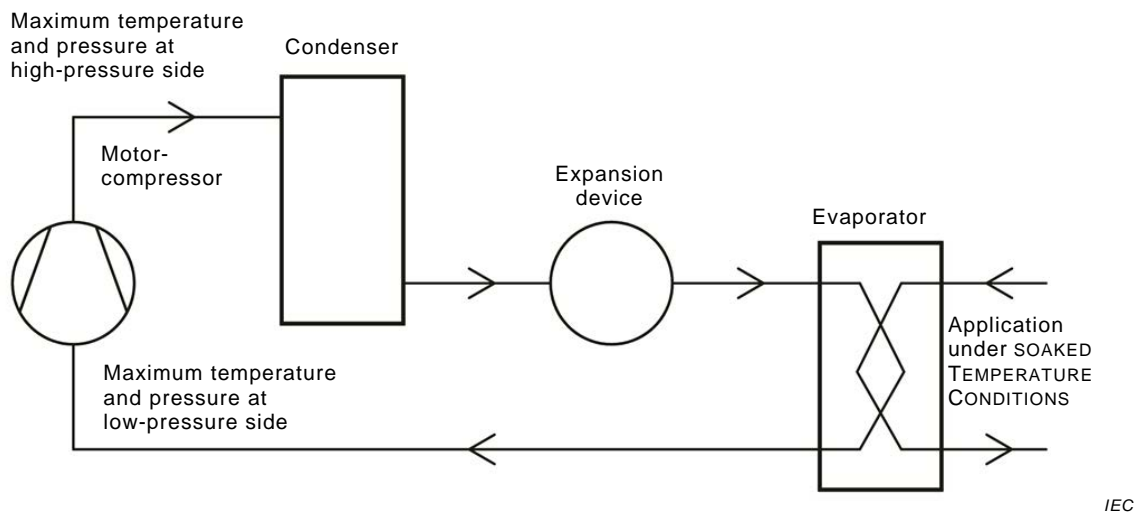 Maximum temperature
and pressure at
high-pressure side
Condenser
Motor-
compressor
Expansion
device
Evaporator
Application
under SOAKED
TEMPERATURE
CONDITIONS
Maximum temperature
and pressure at
low-pressure side
IEC